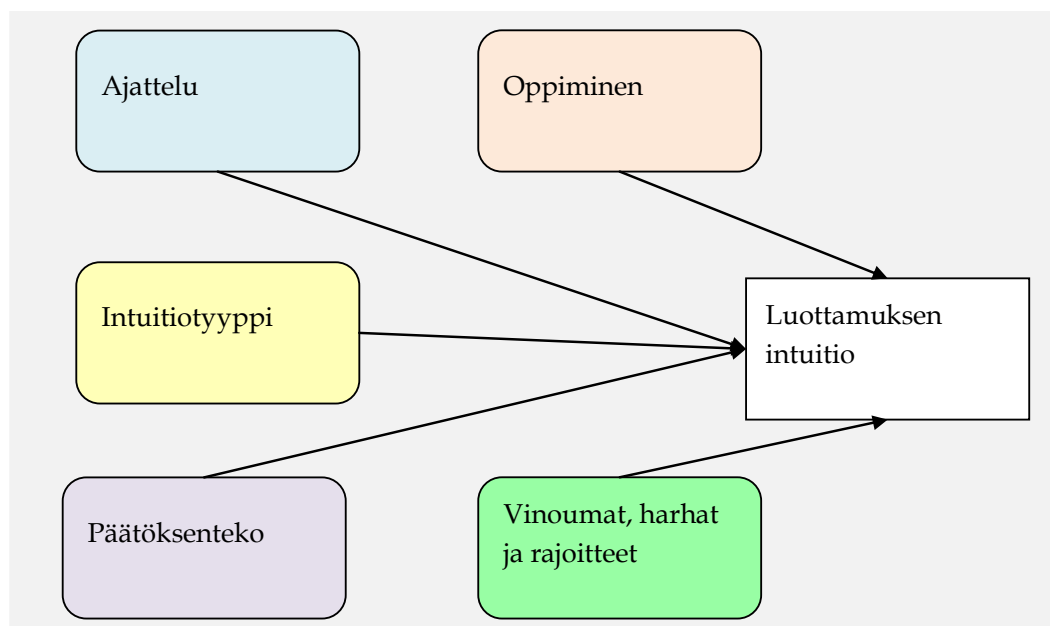 Ajattelu
Oppiminen
Intuitiotyyppi
Luottamuksen
intuitio
Päätöksenteko
Vinoumat, harhat
ja rajoitteet